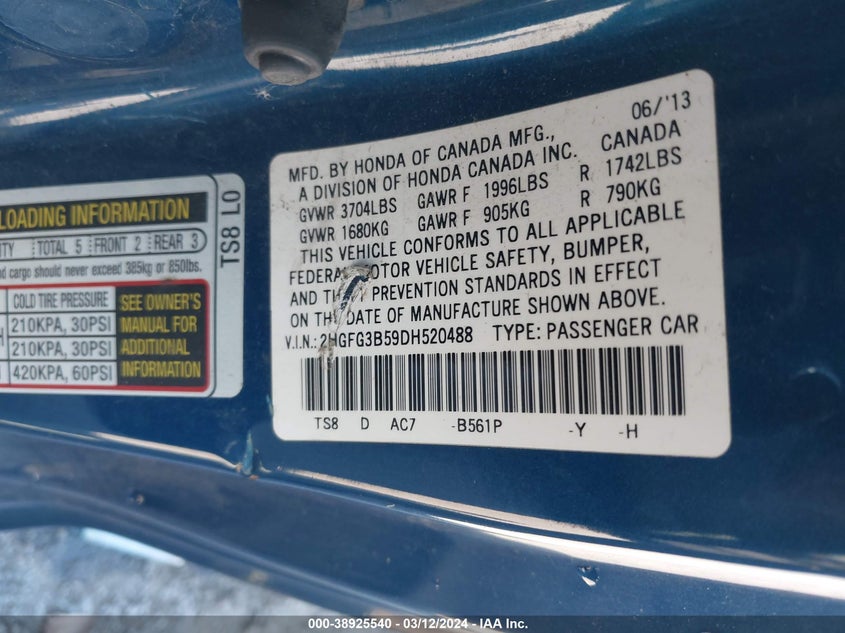 LOADING INFORMATION
TOTAL 5 FRONT 2 REAR 3
cargo should never exceed 385kg or 850lbs.
COLD TIRE PRESSURE
210KPA, 30PSI
210KPA, 30PSI
420KPA, 60PSI
SEE OWNER'S
MANUAL FOR
ADDITIONAL
INFORMATION
TS8 L0
06/'13
MFD. BY HONDA OF CANADA MFG.,
A DIVISION OF HONDA CANADA INC. CANADA
GVWR 3704LBS GAWR F 1996LBS R 1742LBS
GVWR 1680KG GAWR F 905KG R 790KG
THIS VEHICLE CONFORMS TO ALL APPLICABLE
FEDERAL MOTOR VEHICLE SAFETY, BUMPER,
AND PREVENTION STANDARDS IN EFFECT
ON THE DATE OF MANUFACTURE SHOWN ABOVE.
V.I.N.: 2HGFG3B59DH520488 TYPE: PASSENGER CAR
TS8 D AC7 -B561P -Y -H
000-38925540 - 03/12/2024 - IAA Inc.